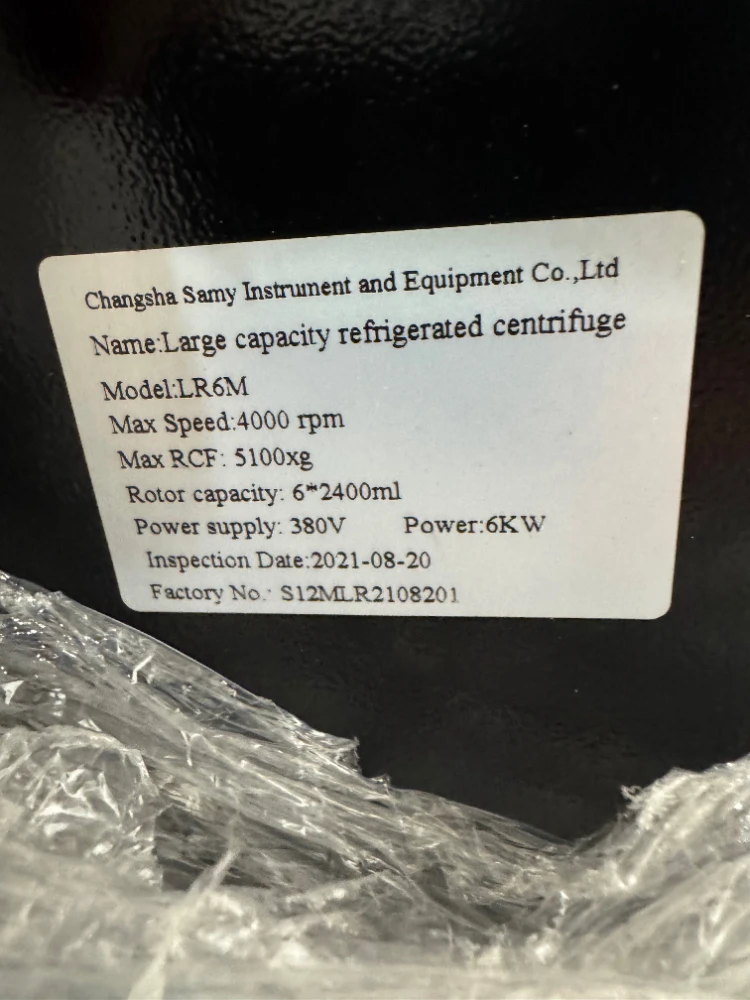 Changsha Samy Instrument and Equipment Co.,Ltd
Name:Large capacity refrigerated centrifuge
Model:LR6M
Max Speed:4000 rpm
Max RCF: 5100xg
Rotor capacity: 6*2400ml
Power supply: 380V Power:6KW
Inspection Date:2021-08-20
Factory No.: S12MLR2108201